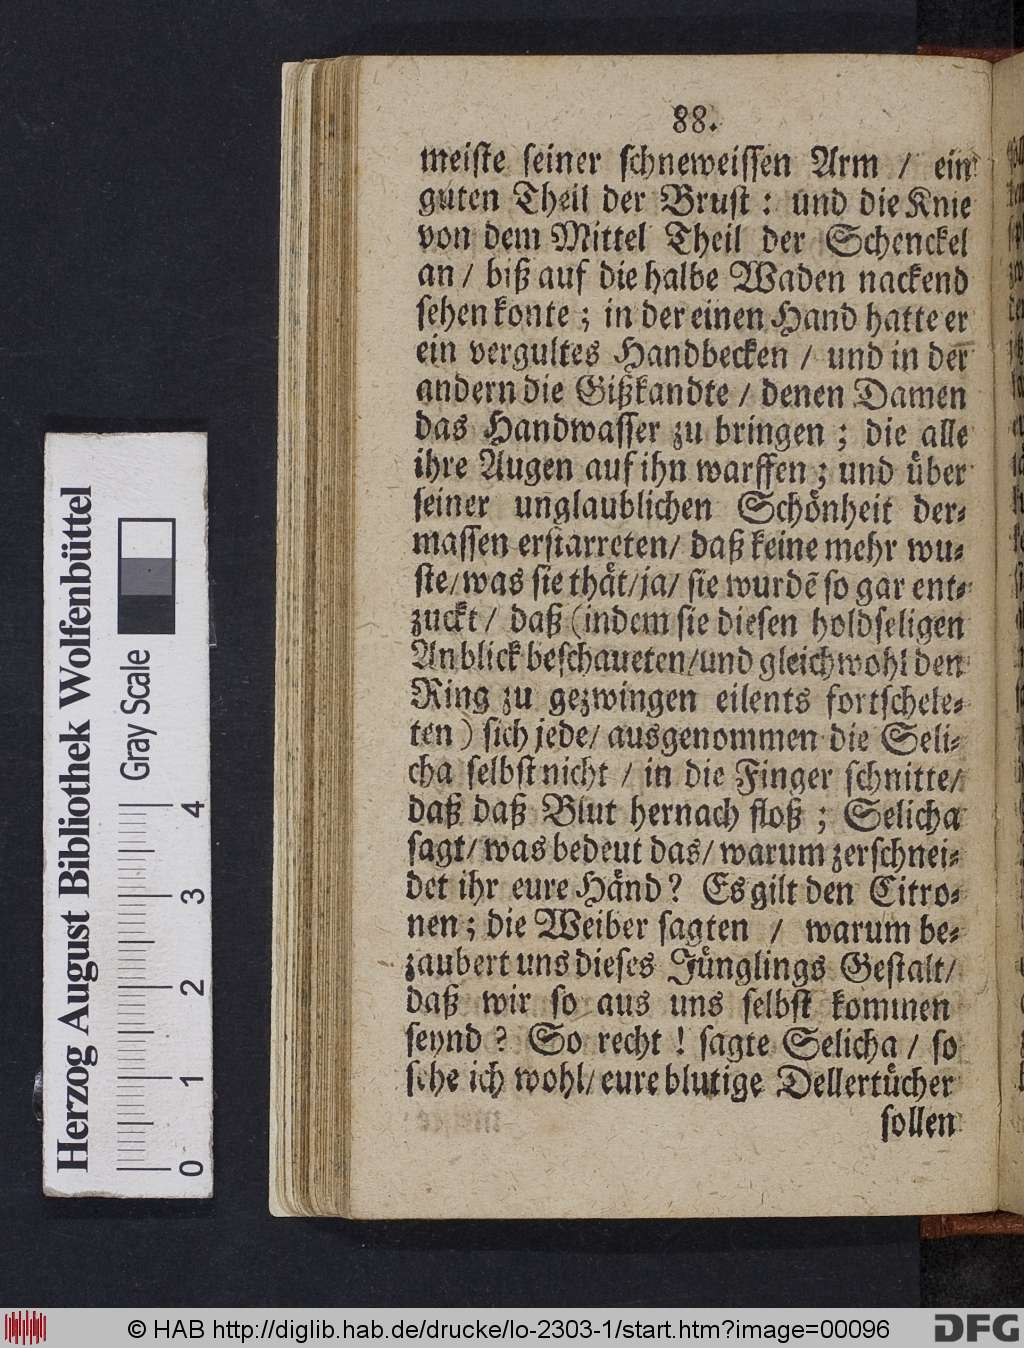 88.
meiste seiner schneweissen Arm / ein
guten Theil der Brust : und die Knie
von dem Mittel Theil der Schenckel
an / biß auf die halbe Waden nackend
sehen konte ; in der einen Hand hatte er
ein vergultes Handbecken / und in der
andern die Gißkandte / denen Damen
das Handwasser zu bringen ; die alle
ihre Augen auf ihn warffen ; und über
seiner unglaublichen Schönheit der-
massen erstarreten / daß keine mehr wu-
ste / was sie thät / ja / sie wurdẽ so gar ent-
zuckt / daß (indem sie diesen holdseligen
Anblick beschaueten / und gleichwohl den
Ring zu gezwingen eilents fortschele-
ten ) sich jede / ausgenommen die Seli-
cha selbst nicht / in die Finger schnitte /
daß daß Blut hernach floß ; Selicha
sagt / was bedeut das / warum zerschnei-
det ihr eure Händ ? Es gilt den Citro-
nen ; die Weiber sagten / warum be-
zaubert uns dieses Jünglings Gestalt /
daß wir so aus uns selbst kommen
seynd ? So recht ! sagte Selicha / so
sehe ich wohl / eure blutige Dellertücher
sollen
Herzog August Bibliothek Wolfenbüttel
Gray Scale
0 1 2 3 4
© HAB http://diglib.hab.de/drucke/lo-2303-1/start.htm?image=00096
DFG